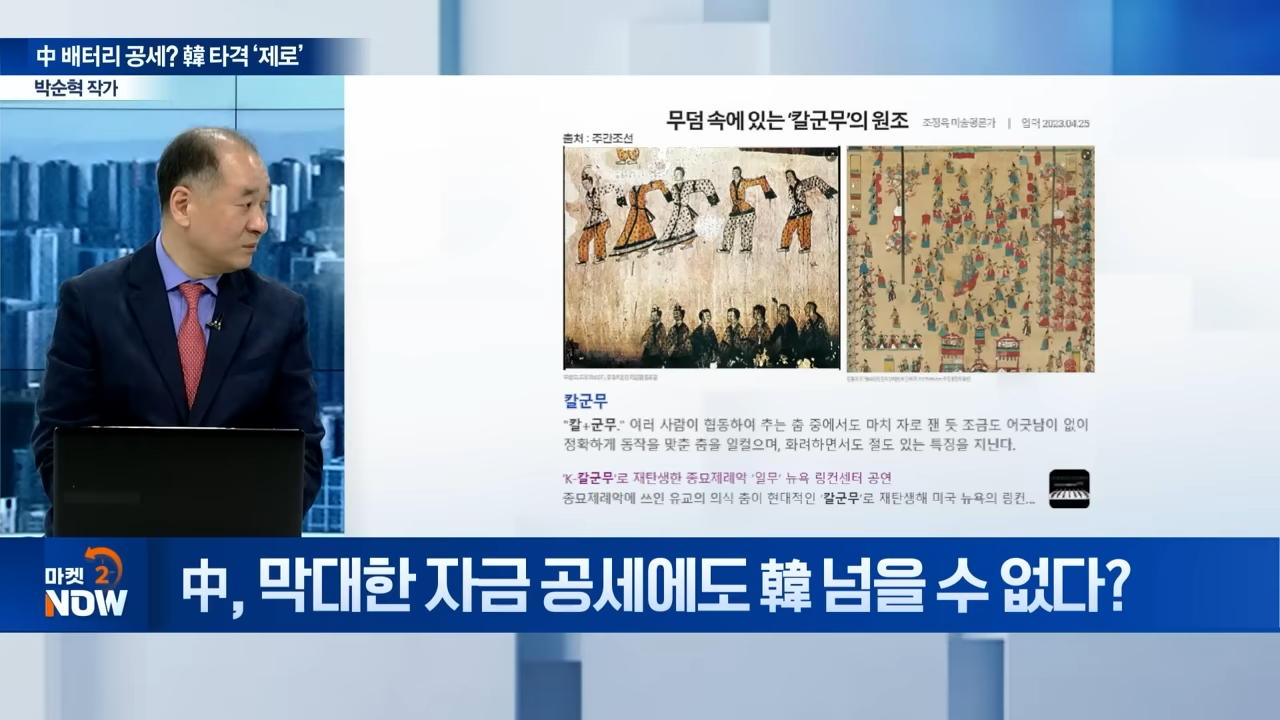 中 배터리 공세? 韓 타격 ‘제로’
박순혁 작가
무덤 속에 있는 ‘칼군무’의 원조
조정육 미술평론가 | 입력 2023.04.25
출처 : 주간조선
칼군무
"칼+군무." 여러 사람이 협동하여 추는 춤 중에서도 마치 자로 잰 듯 조금도 어긋남이 없이
정확하게 동작을 맞춘 춤을 일컬으며, 화려하면서도 절도 있는 특징을 지닌다.
'K-칼군무'로 재탄생한 종묘제례악 '일무' 뉴욕 링컨센터 공연
종묘제례악에 쓰인 유교의 의식 춤이 현대적인 '칼군무'로 재탄생해 미국 뉴욕의 링컨...
마켓 2
NOW
中, 막대한 자금 공세에도 韓 넘을 수 없다?